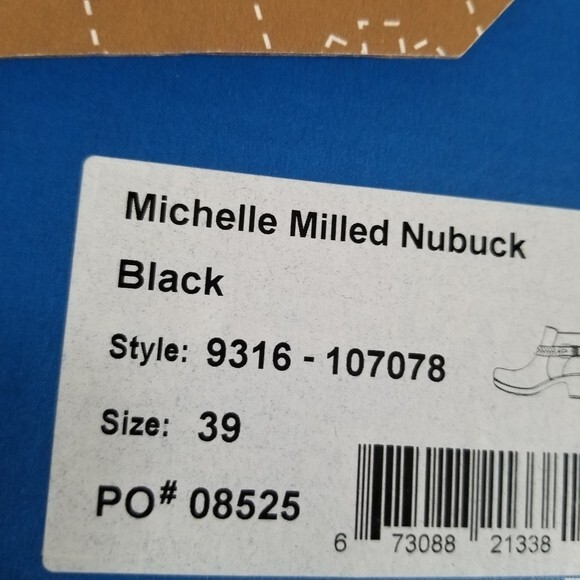 Michelle Milled Nubuck
Black
Style: 9316 - 107078
Size: 39
PO# 08525
6 73088 21338